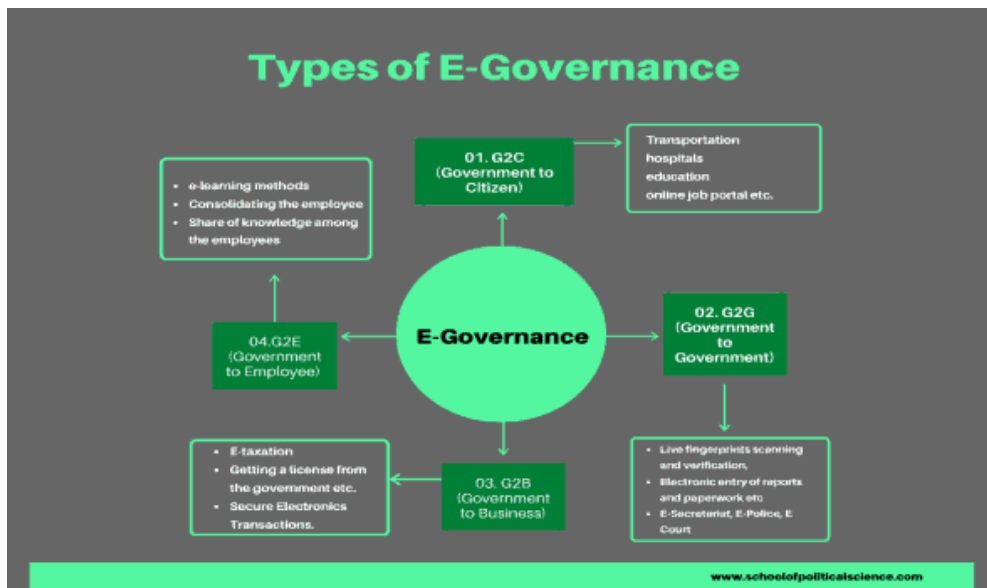 Types of E-Governance
01. G2C
(Government to
Citizen)
Transportation
hospitals
education
online job portal etc.
• e-learning methods
• Consolidating the employee
• Share of knowledge among
the employees
E-Governance
02. G2G
(Government
to
Government)
04.G2E
(Government
to Employee)
• Live fingerprints scanning
and verification,
• Electronic entry of reports
and paperwork etc
• E-Secretariat, E-Police, E
Court
03. G2B
(Government
to Business)
• E-taxation
• Getting a license from
the government etc.
• Secure Electronics
Transactions.
www.schoolofpoliticalscience.com